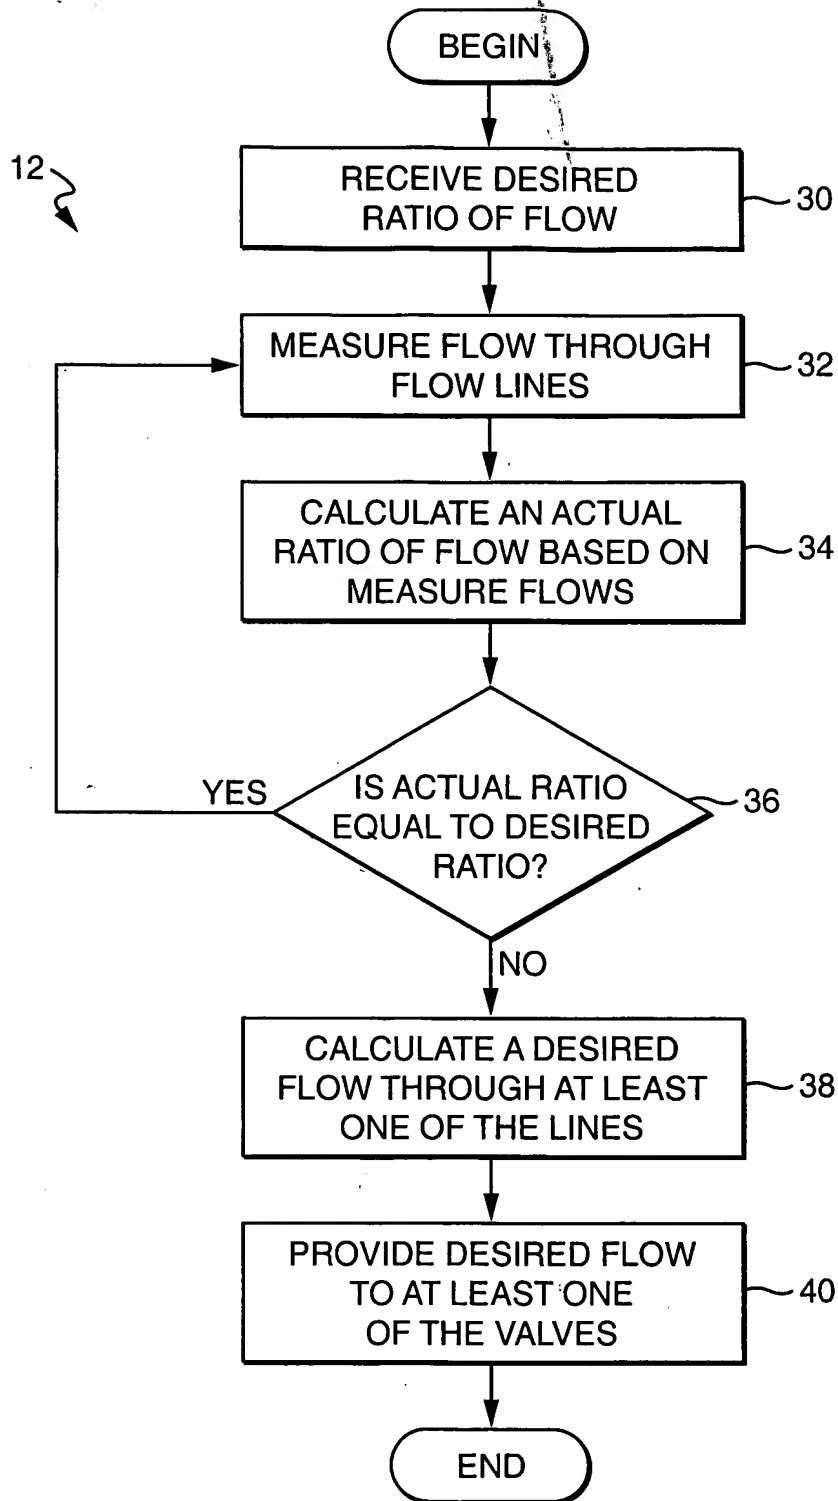 BEGIN
12
RECEIVE DESIRED
RATIO OF FLOW
30
MEASURE FLOW THROUGH
FLOW LINES
32
CALCULATE AN ACTUAL
RATIO OF FLOW BASED ON
MEASURE FLOWS
34
YES
IS ACTUAL RATIO
EQUAL TO DESIRED
RATIO?
36
NO
CALCULATE A DESIRED
FLOW THROUGH AT LEAST
ONE OF THE LINES
38
PROVIDE DESIRED FLOW
TO AT LEAST ONE
OF THE VALVES
40
END